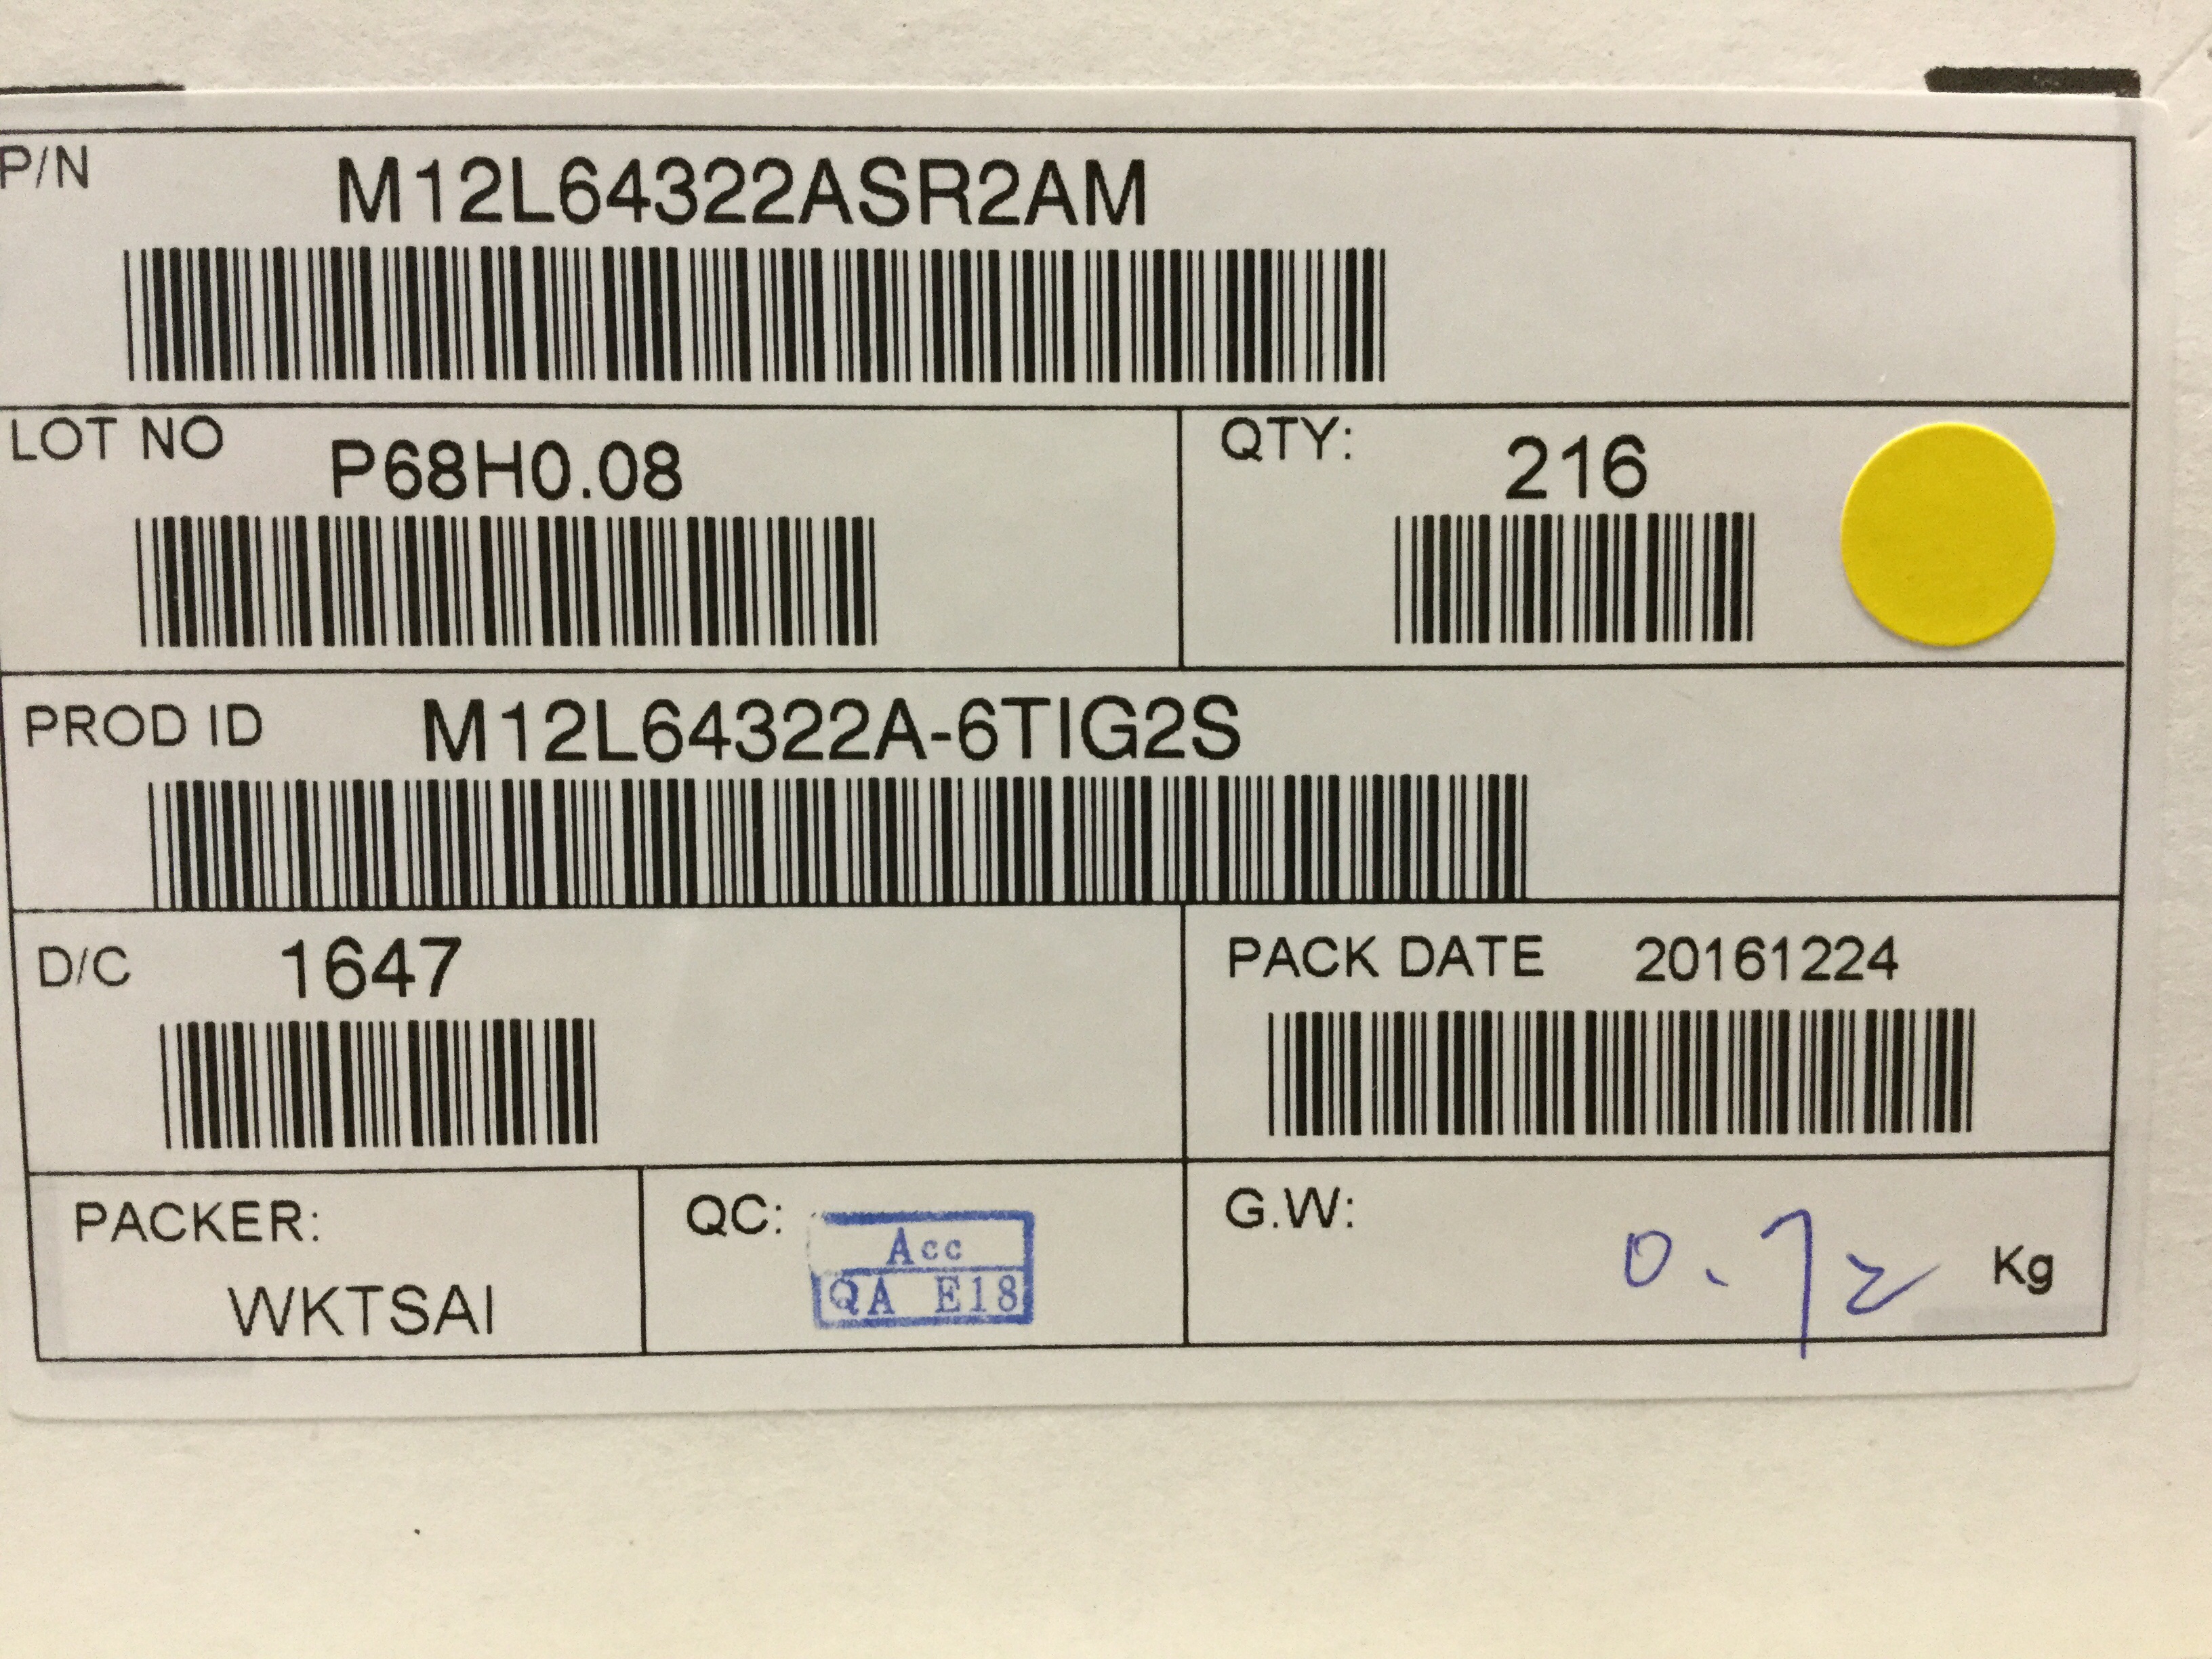 P/N M12L64322ASR2AM
LOT NO P68H0.08
QTY: 216
PROD ID M12L64322A-6TIG2S
D/C 1647
PACK DATE 20161224
PACKER:
WKTSAI
QC: Acc
QA E18
G.W: 0.72 Kg